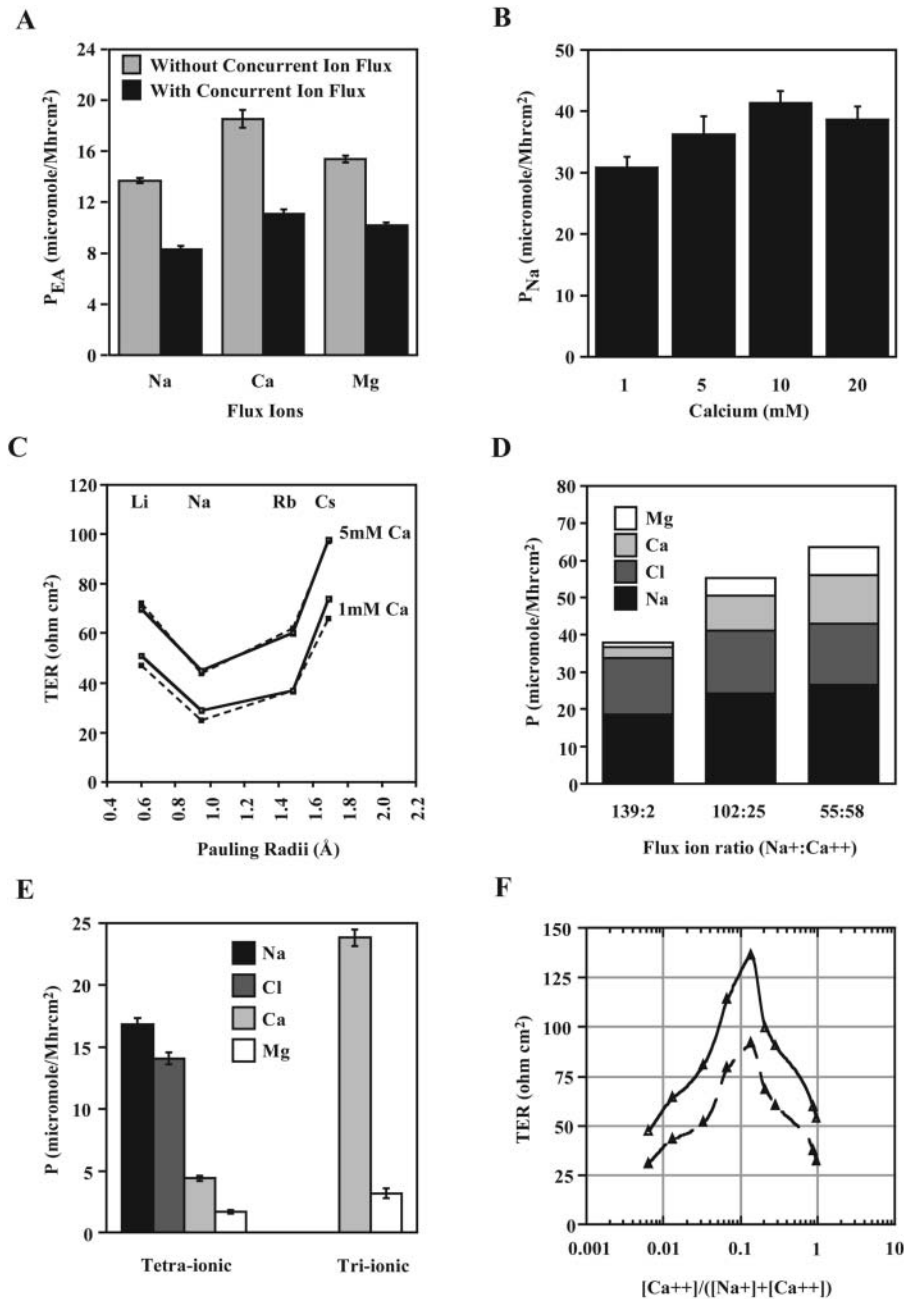 A
P_EA (micromole/Mhrcm²)
24
20
16
12
8
4
0
Without Concurrent Ion Flux
With Concurrent Ion Flux
Na Ca Mg
Flux Ions
B
P_Na (micromole/Mhrcm²)
50
40
30
20
10
0
1 5 10 20
Calcium (mM)
C
TER (ohm cm²)
120
100
80
60
40
20
0
Li Na Rb Cs
5mM Ca
1mM Ca
0.4 0.6 0.8 1.0 1.2 1.4 1.6 1.8 2.0 2.2
Pauling Radii (Å)
D
P (micromole/Mhrcm²)
80
70
60
50
40
30
20
10
0
Mg
Ca
Cl
Na
139:2 102:25 55:58
Flux ion ratio (Na+:Ca++)
E
P (micromole/Mhrcm²)
25
20
15
10
5
0
Na
Cl
Ca
Mg
Tetra-ionic Tri-ionic
F
TER (ohm cm²)
150
125
100
75
50
25
0
0.001 0.01 0.1 1 10
[Ca++]/([Na+]+[Ca++])